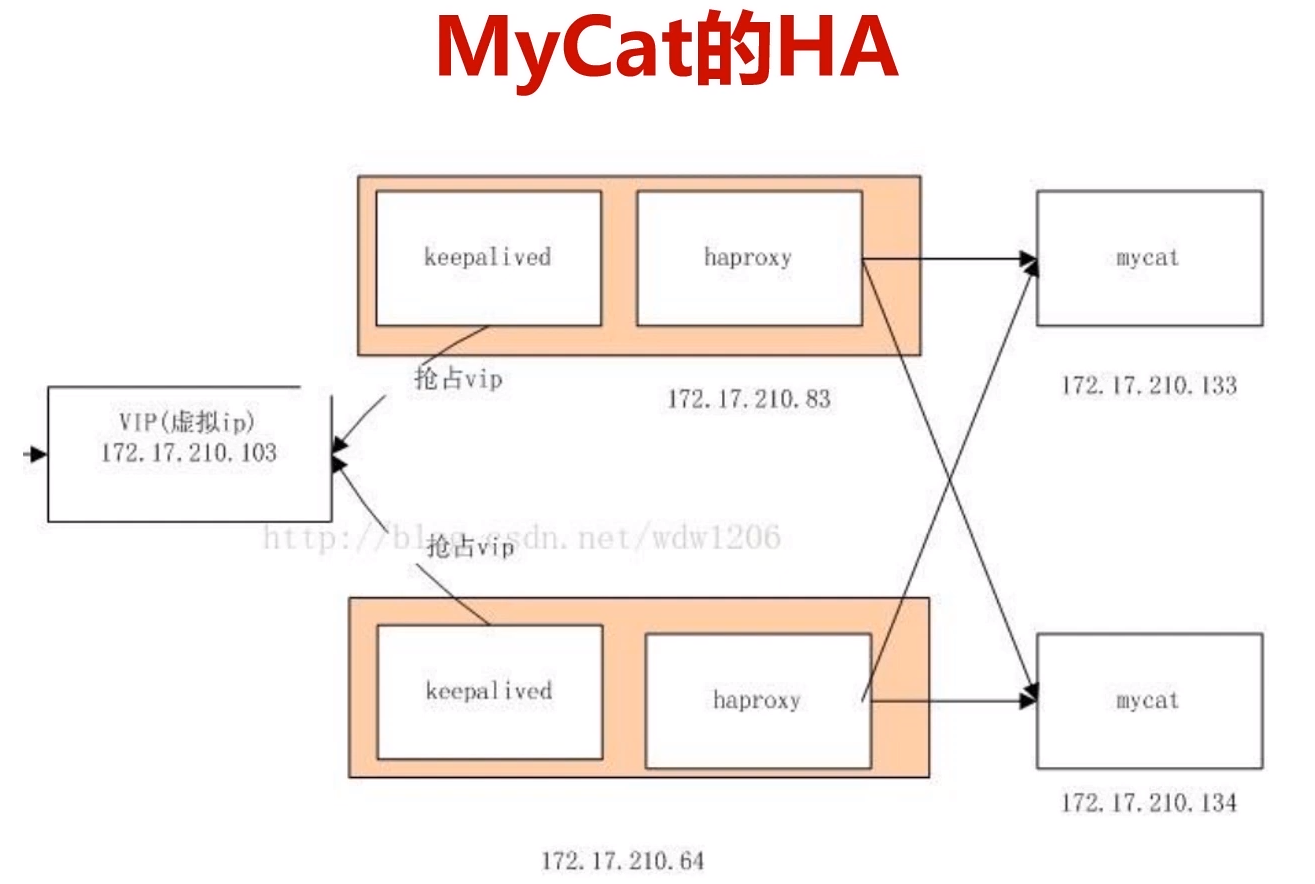 MyCat的HA
keepalived
haproxy
mycat
抢占vip
172.17.210.83
172.17.210.133
VIP(虚拟ip)
172.17.210.103
http://blog.csdn.net/wdw1206
抢占vip
keepalived
haproxy
mycat
172.17.210.134
172.17.210.64